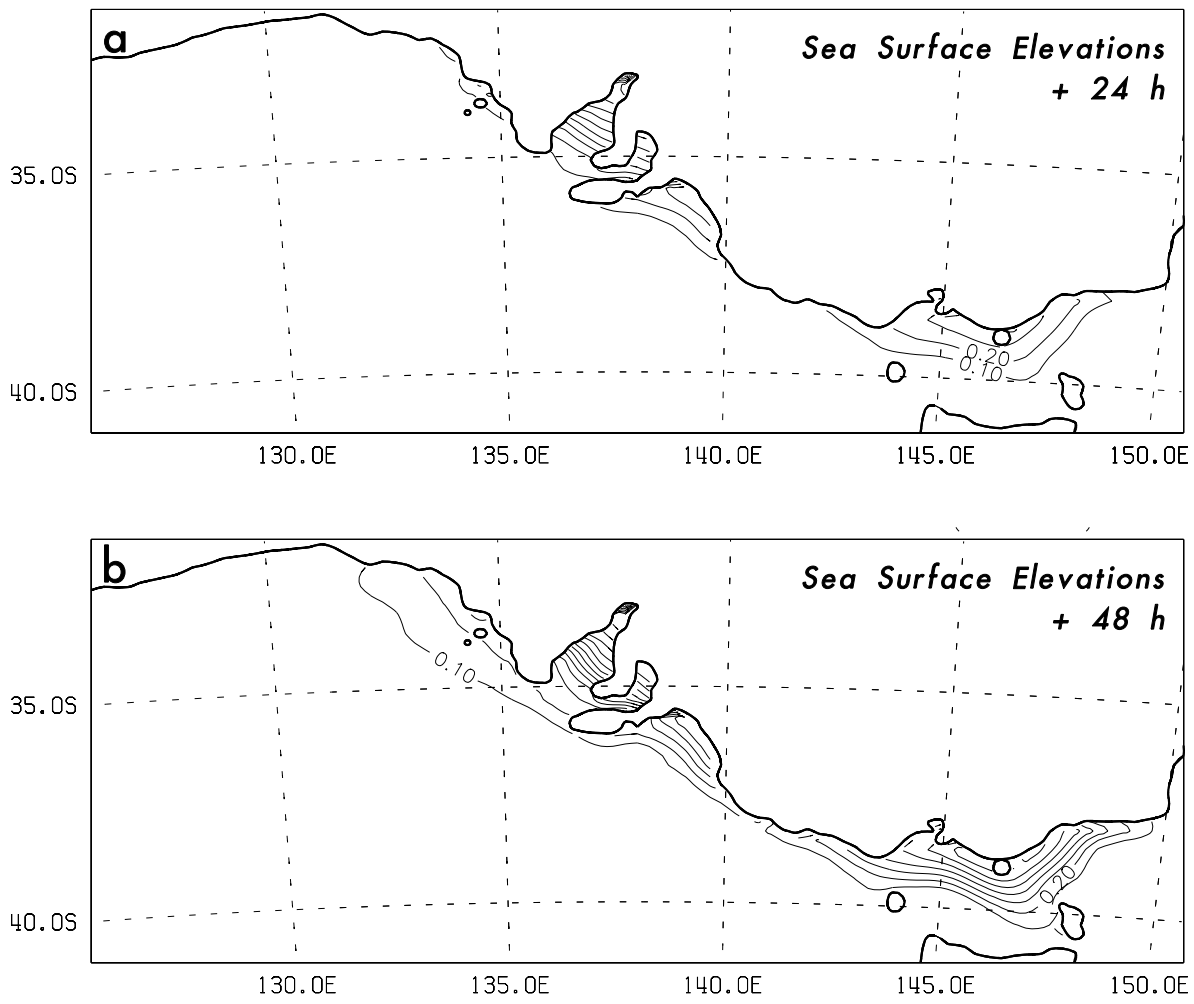 a
Sea Surface Elevations
+ 24 h
35.0S
0.20
0.10
40.0S
130.0E 135.0E 140.0E 145.0E 150.0E
b
Sea Surface Elevations
+ 48 h
0.10
35.0S
0.20
40.0S
130.0E 135.0E 140.0E 145.0E 150.0E